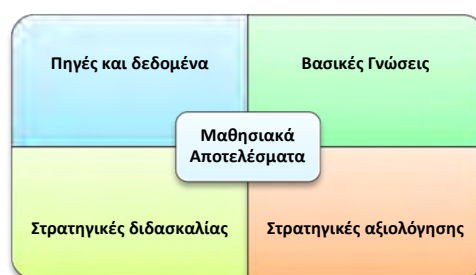 Πηγές και δεδομένα
Βασικές Γνώσεις
Μαθησιακά
Αποτελέσματα
Στρατηγικές διδασκαλίας
Στρατηγικές αξιολόγησης